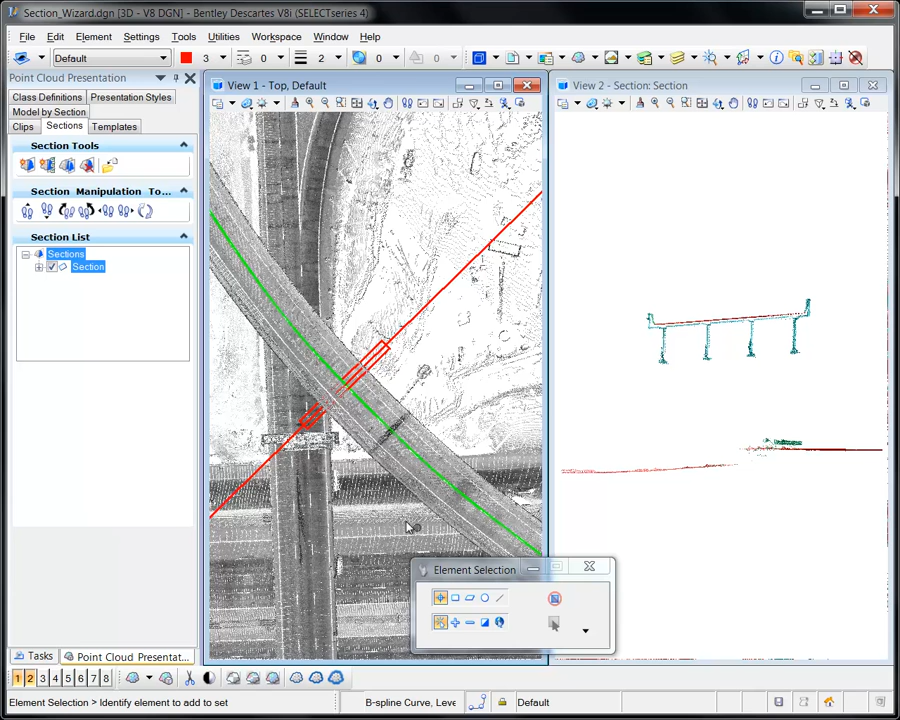 Section_Wizard.dgn [3D - V8 DGN] - Bentley Descartes V8i (SELECTseries 4)
File Edit Element Settings Tools Utilities Workspace Window Help
Default 3 0 2 0 0
Point Cloud Presentation
Class Definitions Presentation Styles
Model by Section
Clips Sections Templates
Section Tools
Section Manipulation To...
Section List
Sections
Section
View 1 - Top, Default
View 2 - Section: Section
Element Selection
Tasks Point Cloud Presentat...
1 2 3 4 5 6 7 8
Element Selection > Identify element to add to set
B-spline Curve, Leve
Default